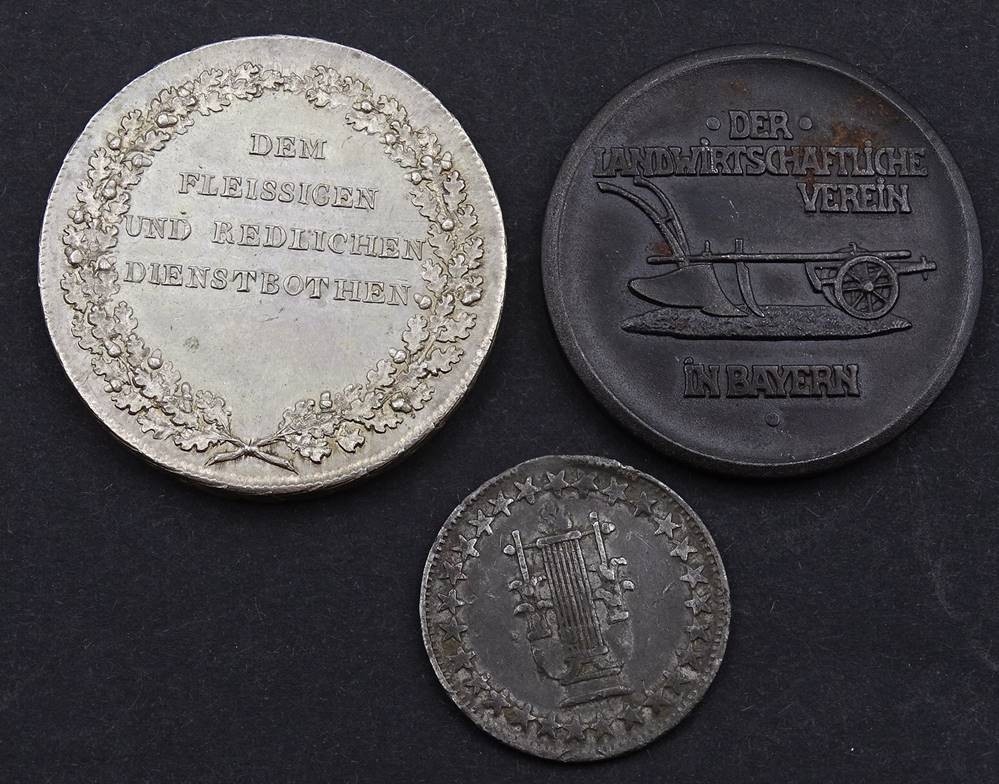 DEM
FLEISSIGEN
UND REDLICHEN
DIENSTBOTHEN
· DER ·
LANDWIRTSCHAFTLICHE
VEREIN
IN BAYERN